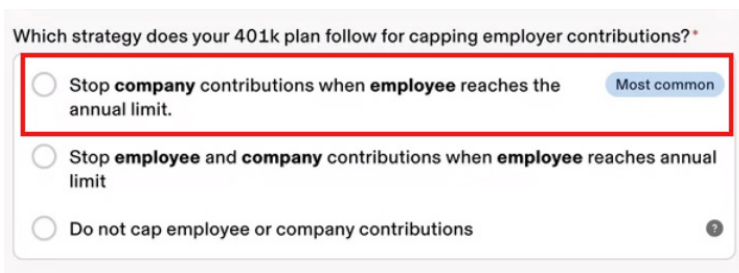 Which strategy does your 401k plan follow for capping employer contributions?*
Stop company contributions when employee reaches the
annual limit.
Most common
Stop employee and company contributions when employee reaches annual
limit
Do not cap employee or company contributions
?